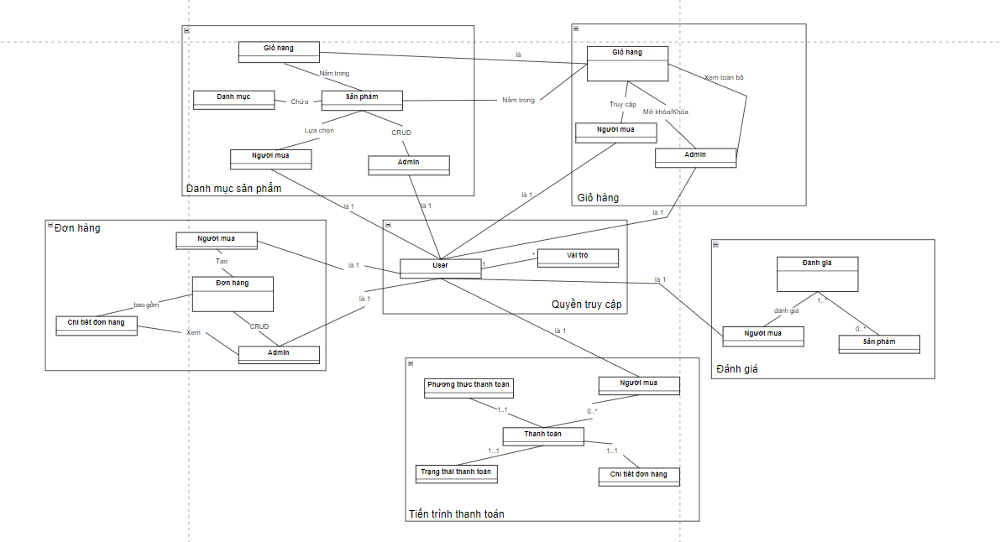 Giỏ hàng
Nằm trong
Danh mục
Chứa
Sản phẩm
Lựa chọn
CRUD
Người mua
Admin
Danh mục sản phẩm
là
Nằm trong
Giỏ hàng
Xem toàn bộ
Truy cập
Mở khóa/Khóa
Người mua
Admin
Giỏ hàng
là 1
là 1
là 1
là 1
Đơn hàng
Người mua
Tạo
Đơn hàng
bao gồm
Chi tiết đơn hàng
CRUD
Xem
Admin
là 1
là 1
User
1
*
Vai trò
Quyền truy cập
là 1
là 1
Đánh giá
1..*
đánh giá
0..*
Người mua
Sản phẩm
Đánh giá
Phương thức thanh toán
Người mua
1..1
0..*
Thanh toán
1..1
1..1
Trạng thái thanh toán
Chi tiết đơn hàng
Tiến trình thanh toán